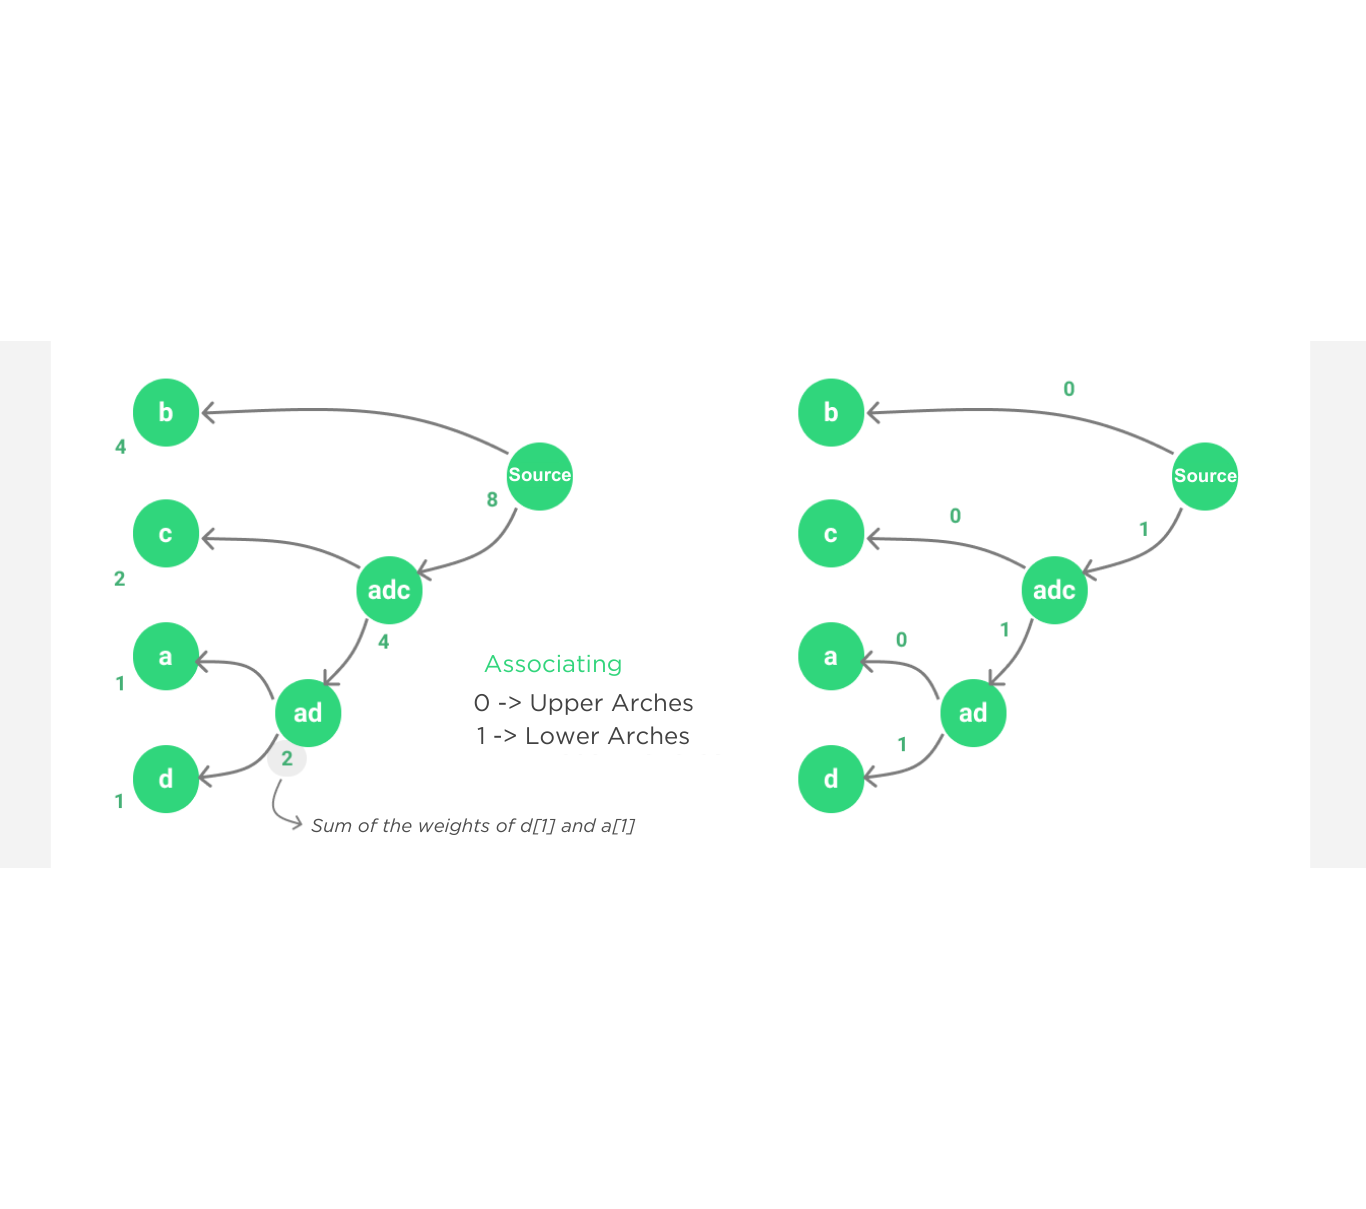 b
4
Source
8
c
2
adc
4
a
1
ad
2
d
1
Sum of the weights of d[1] and a[1]
Associating
0 -> Upper Arches
1 -> Lower Arches
0
b
Source
0
1
c
adc
1
0
a
ad
1
d